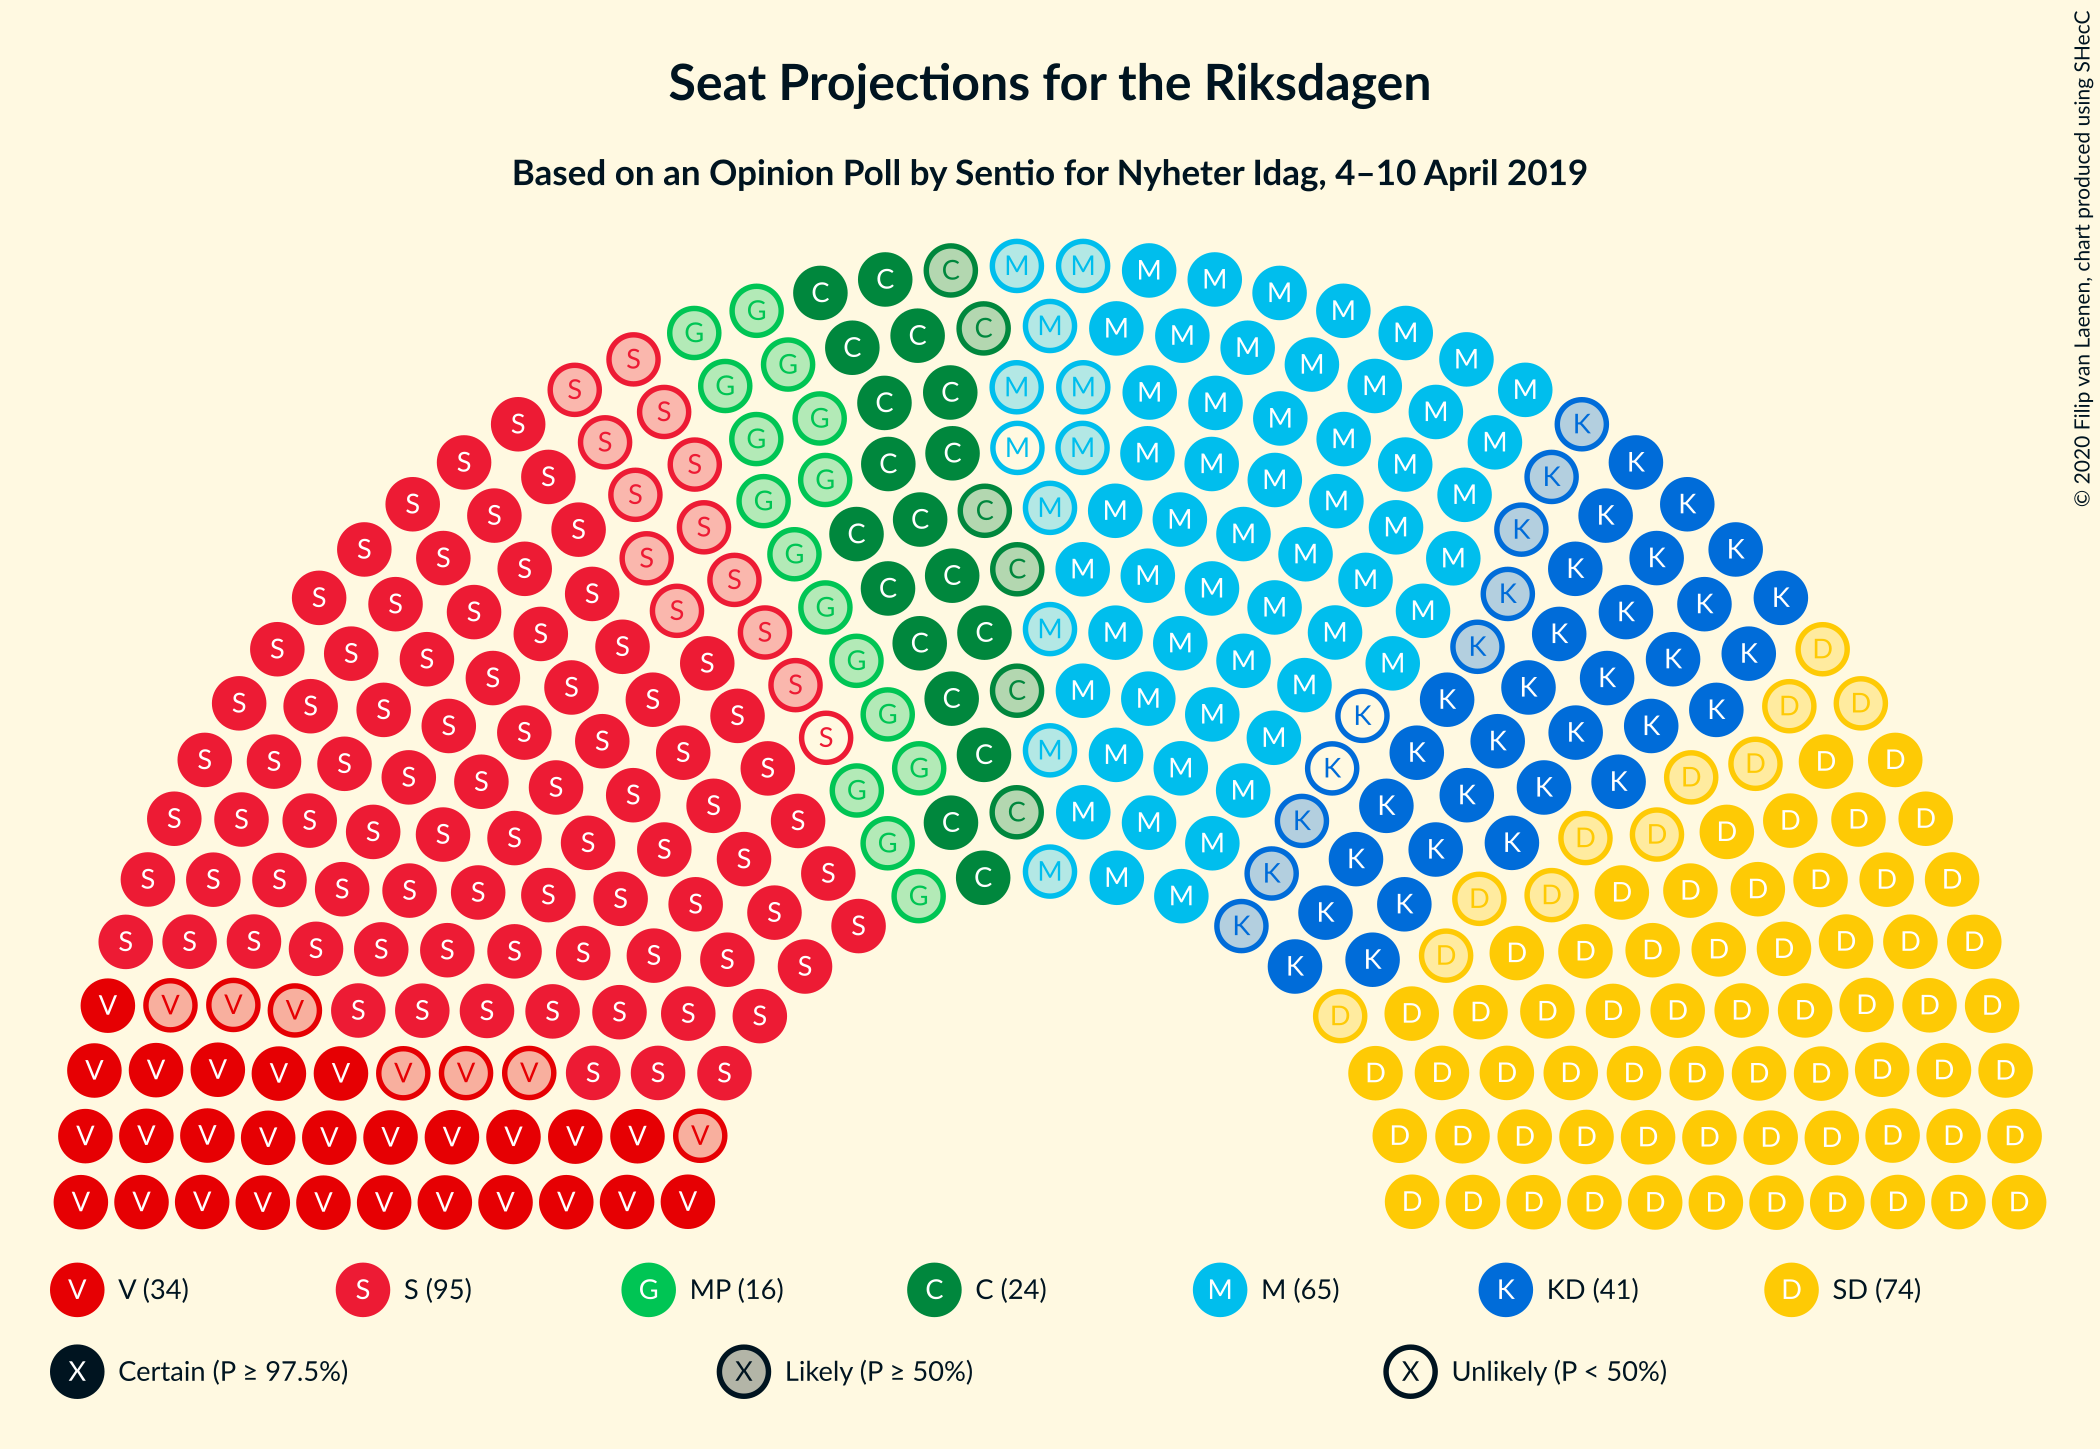 Seat Projections for the Riksdagen
Based on an Opinion Poll by Sentio for Nyheter Idag, 4–10 April 2019
© 2020 Filip van Laenen, chart produced using SHecC
V V (34) S S (95) G MP (16) C C (24) M M (65) K KD (41) D SD (74)
X Certain (P ≥ 97.5%) X Likely (P ≥ 50%) X Unlikely (P < 50%)